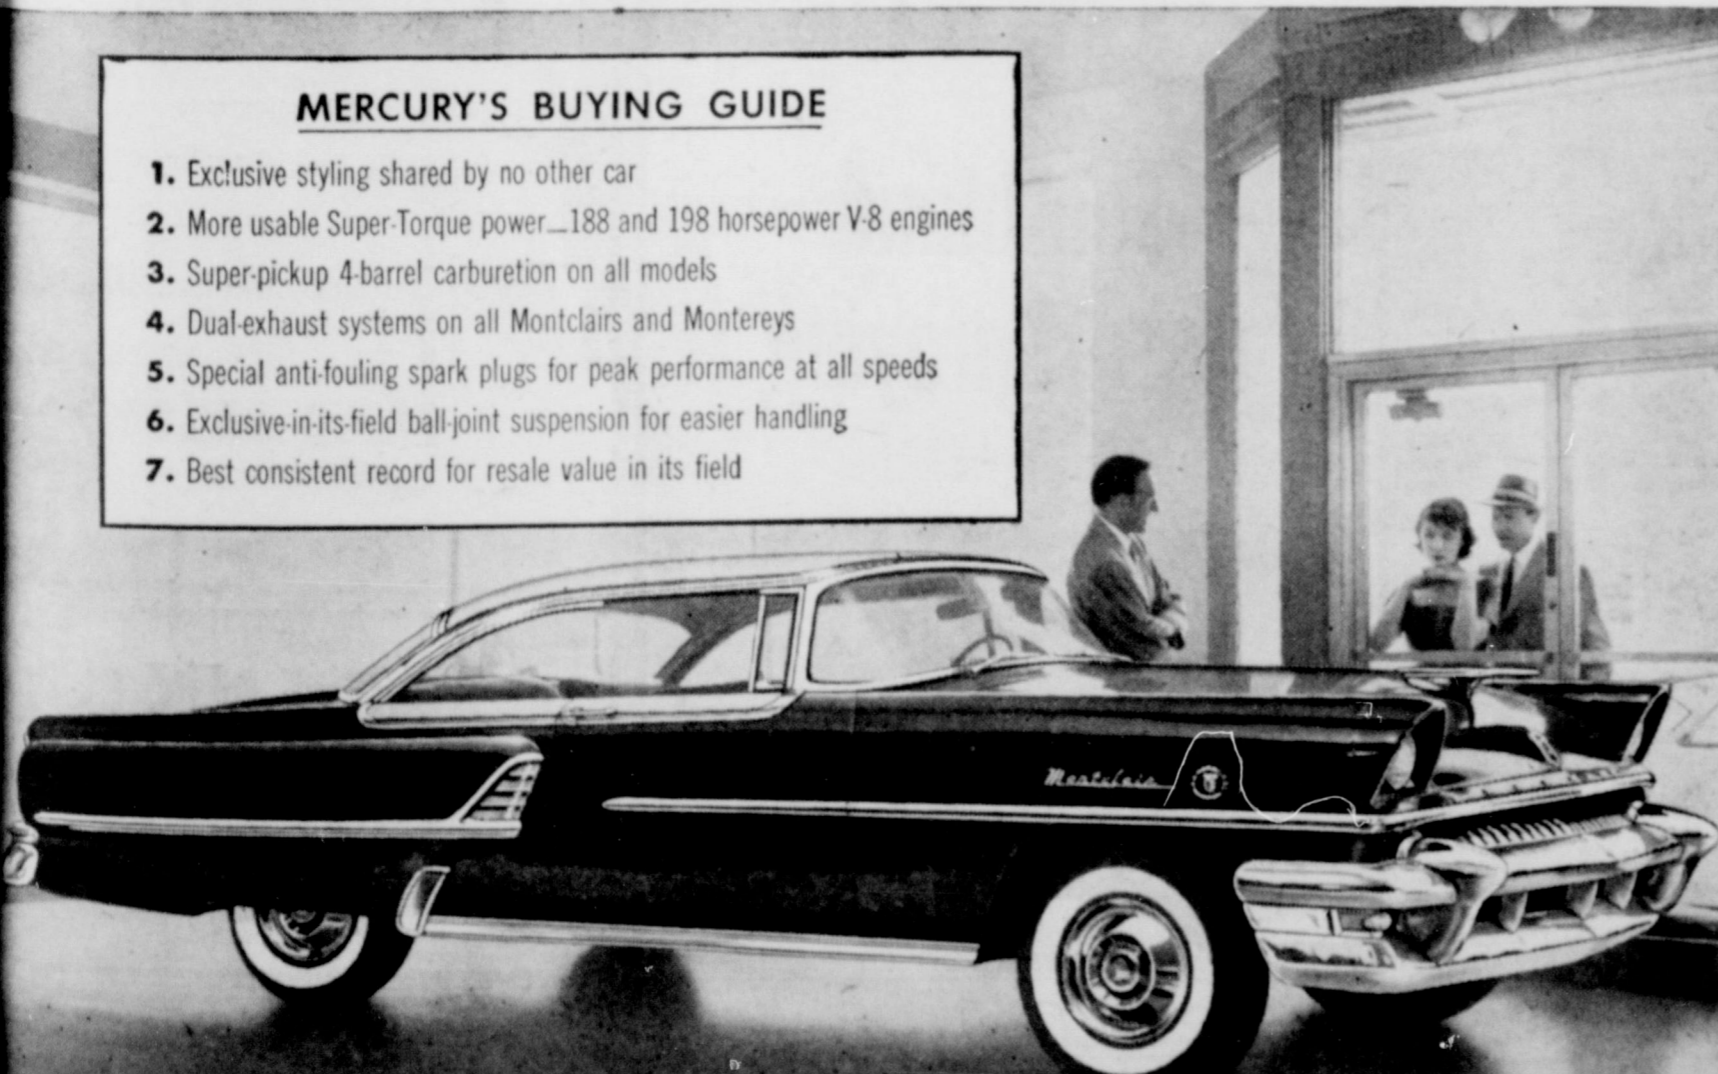 MERCURY'S BUYING GUIDE
1. Exclusive styling shared by no other car
2. More usable Super-Torque power—188 and 198 horsepower V-8 engines
3. Super-pickup 4-barrel carburetion on all models
4. Dual-exhaust systems on all Montclairs and Montereys
5. Special anti-fouling spark plugs for peak performance at all speeds
6. Exclusive-in-its-field ball-joint suspension for easier handling
7. Best consistent record for resale value in its field
Montclair